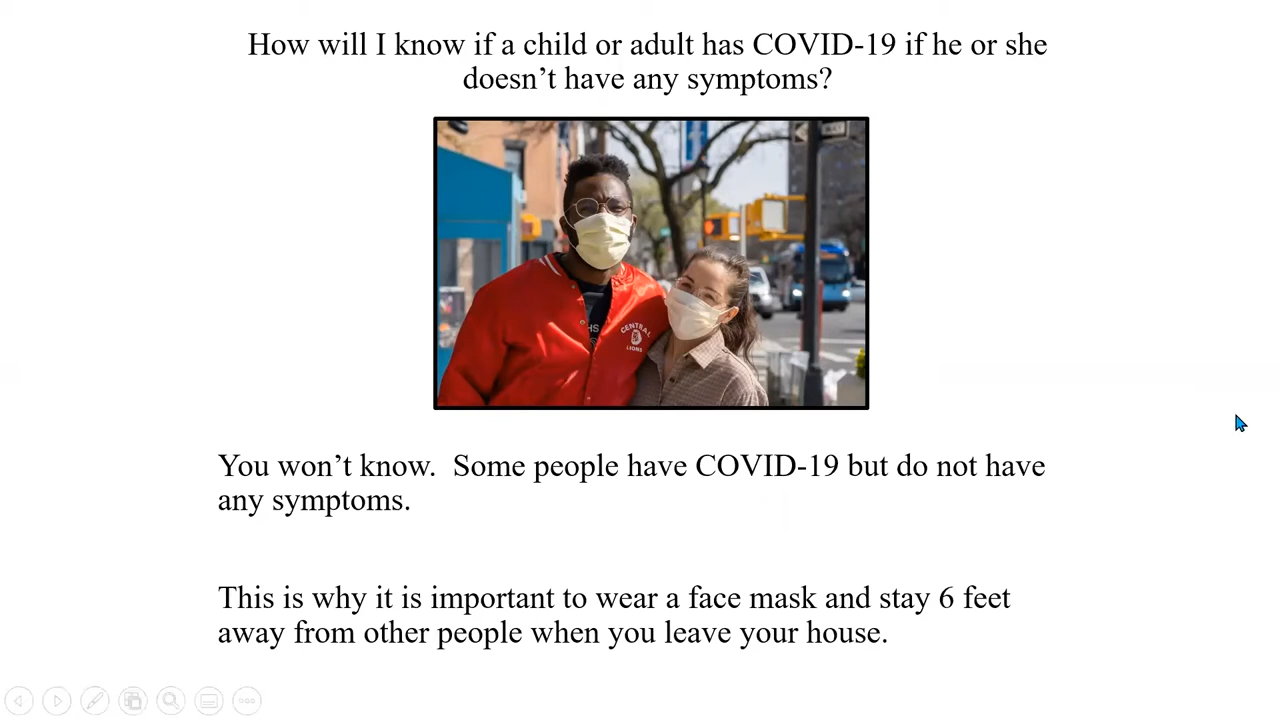 How will I know if a child or adult has COVID-19 if he or she
doesn’t have any symptoms?
HS
CENTRAL
LIONS
You won’t know.  Some people have COVID-19 but do not have
any symptoms.
This is why it is important to wear a face mask and stay 6 feet
away from other people when you leave your house.